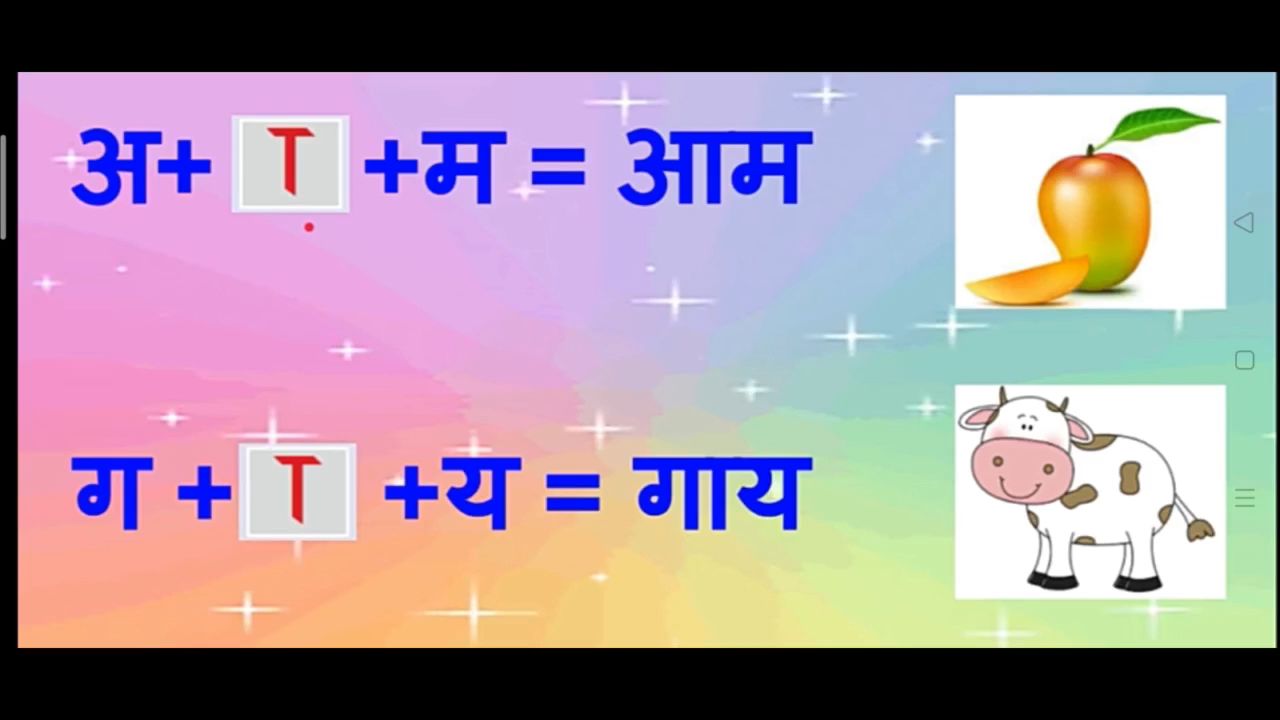 अ+ ा +म = आम
ग +ा +य = गाय